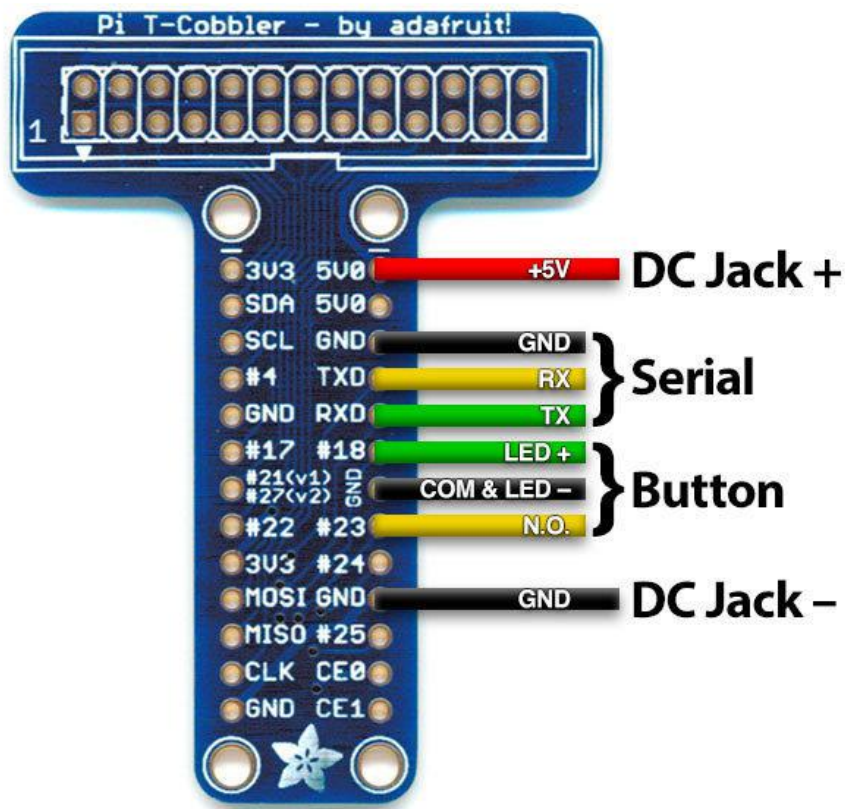 Pi T-Cobbler - by adafruit!
1
3V3 5V0 +5V DC Jack +
SDA 5V0
SCL GND GND
#4 TXD RX Serial
GND RXD TX
#17 #18 LED +
#21(v1)
#27(v2) GND COM & LED – Button
#22 #23 N.O.
3V3 #24
MOSI GND GND DC Jack –
MISO #25
CLK CE0
GND CE1